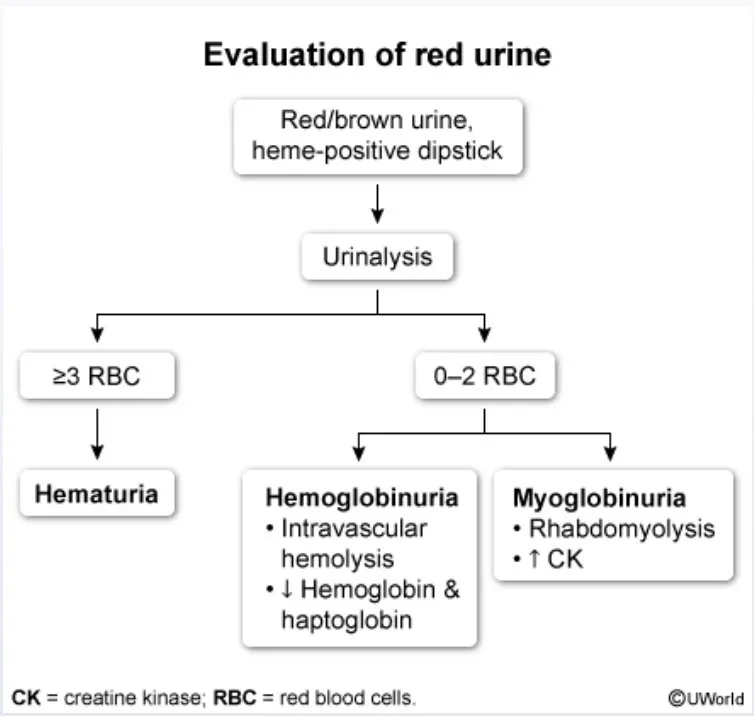 Evaluation of red urine
Red/brown urine,
heme-positive dipstick
Urinalysis
≥3 RBC
0–2 RBC
Hematuria
Hemoglobinuria
• Intravascular
hemolysis
• ↓ Hemoglobin &
haptoglobin
Myoglobinuria
• Rhabdomyolysis
• ↑ CK
CK = creatine kinase; RBC = red blood cells.
©UWorld